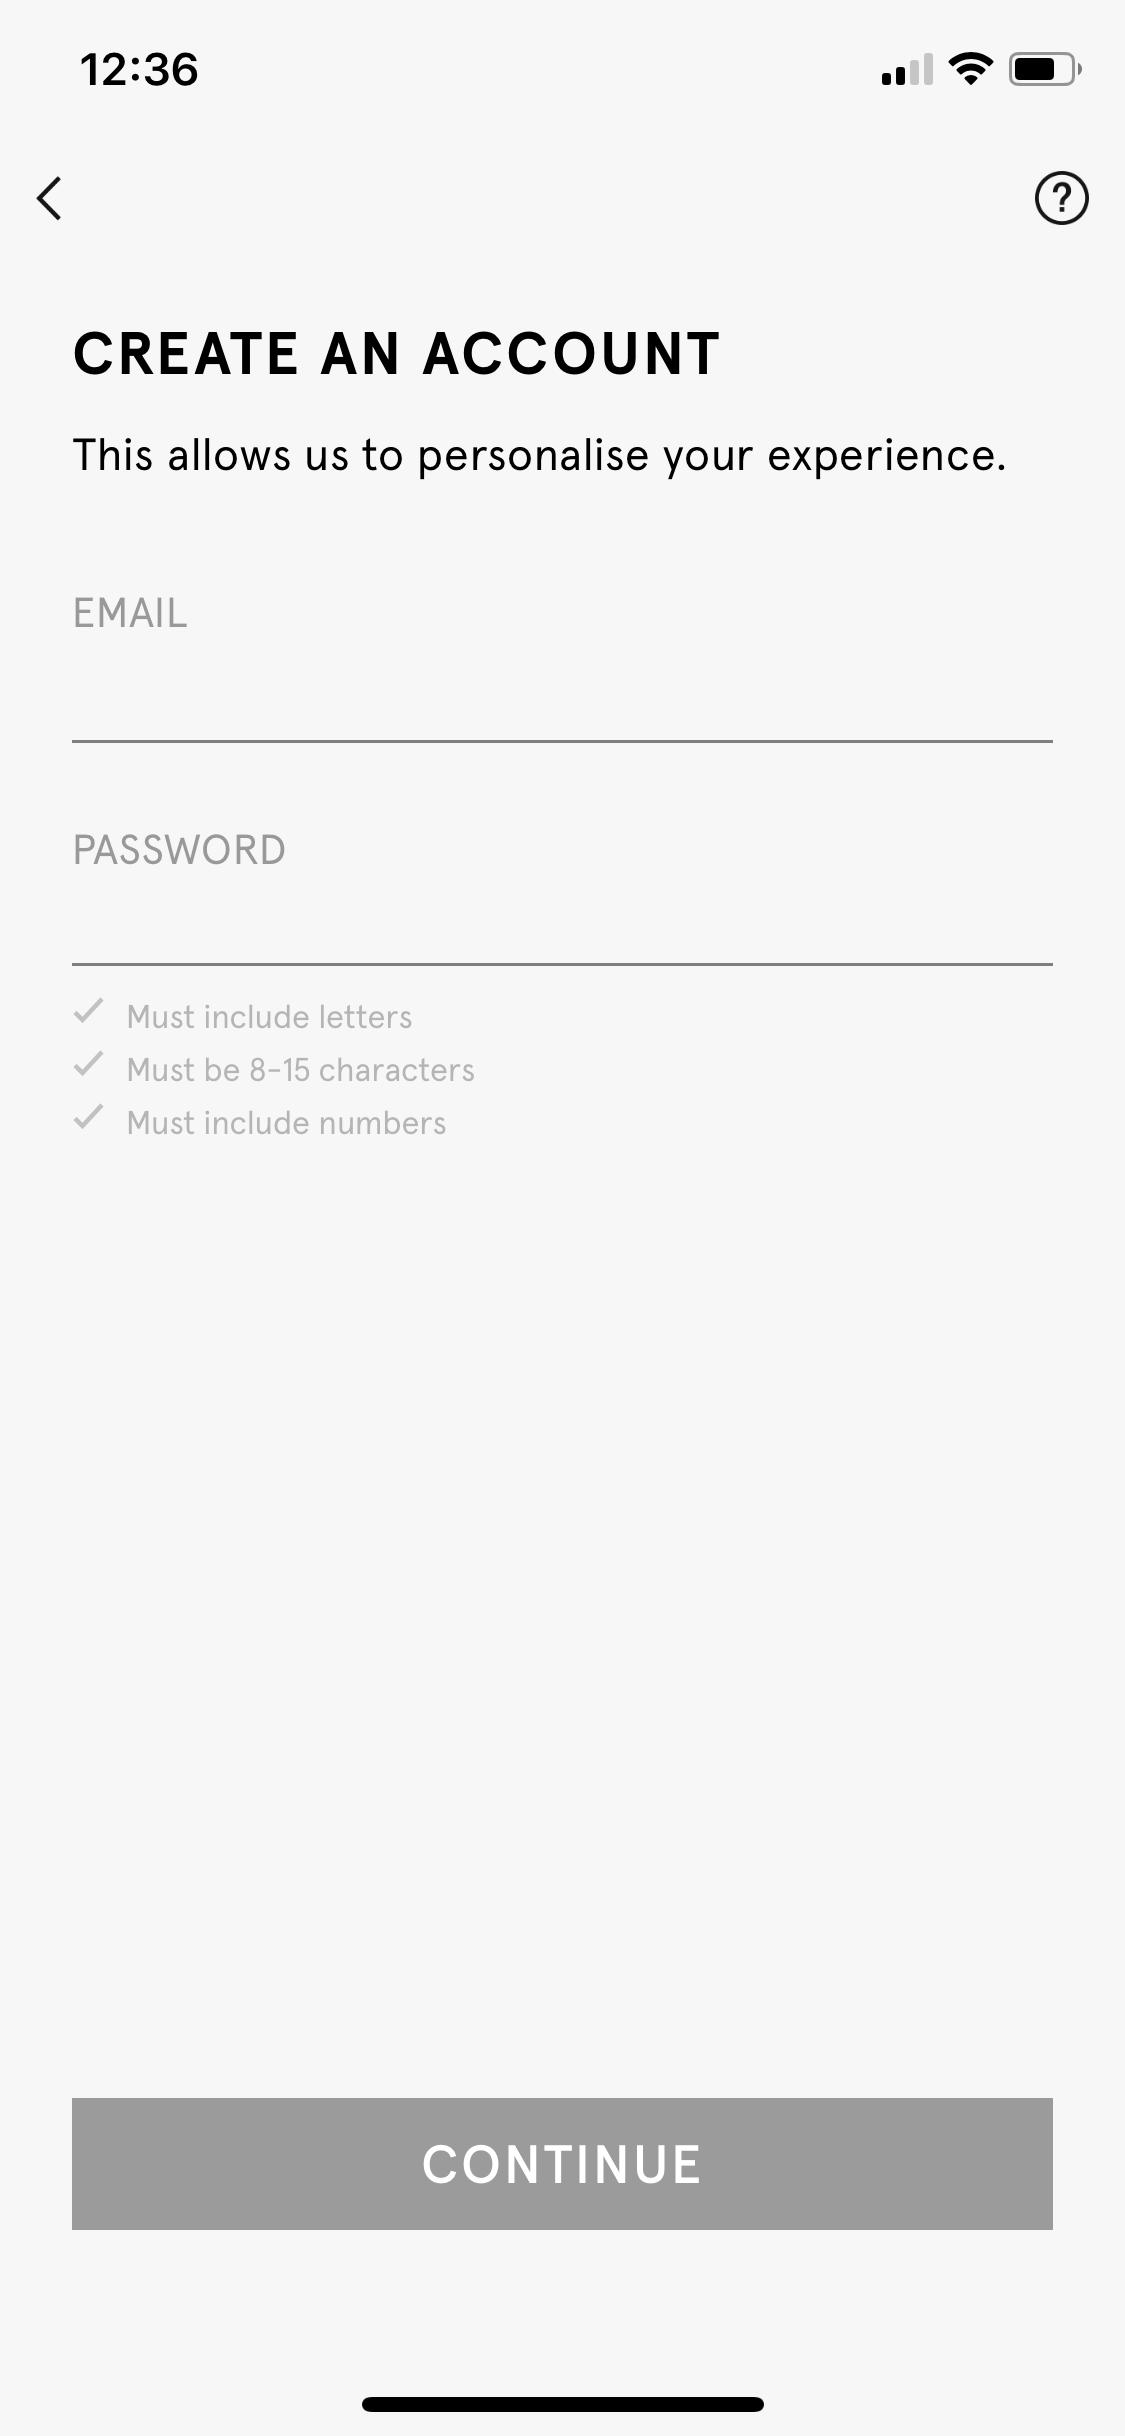 12:36
?
CREATE AN ACCOUNT
This allows us to personalise your experience.
EMAIL
PASSWORD
Must include letters
Must be 8-15 characters
Must include numbers
CONTINUE